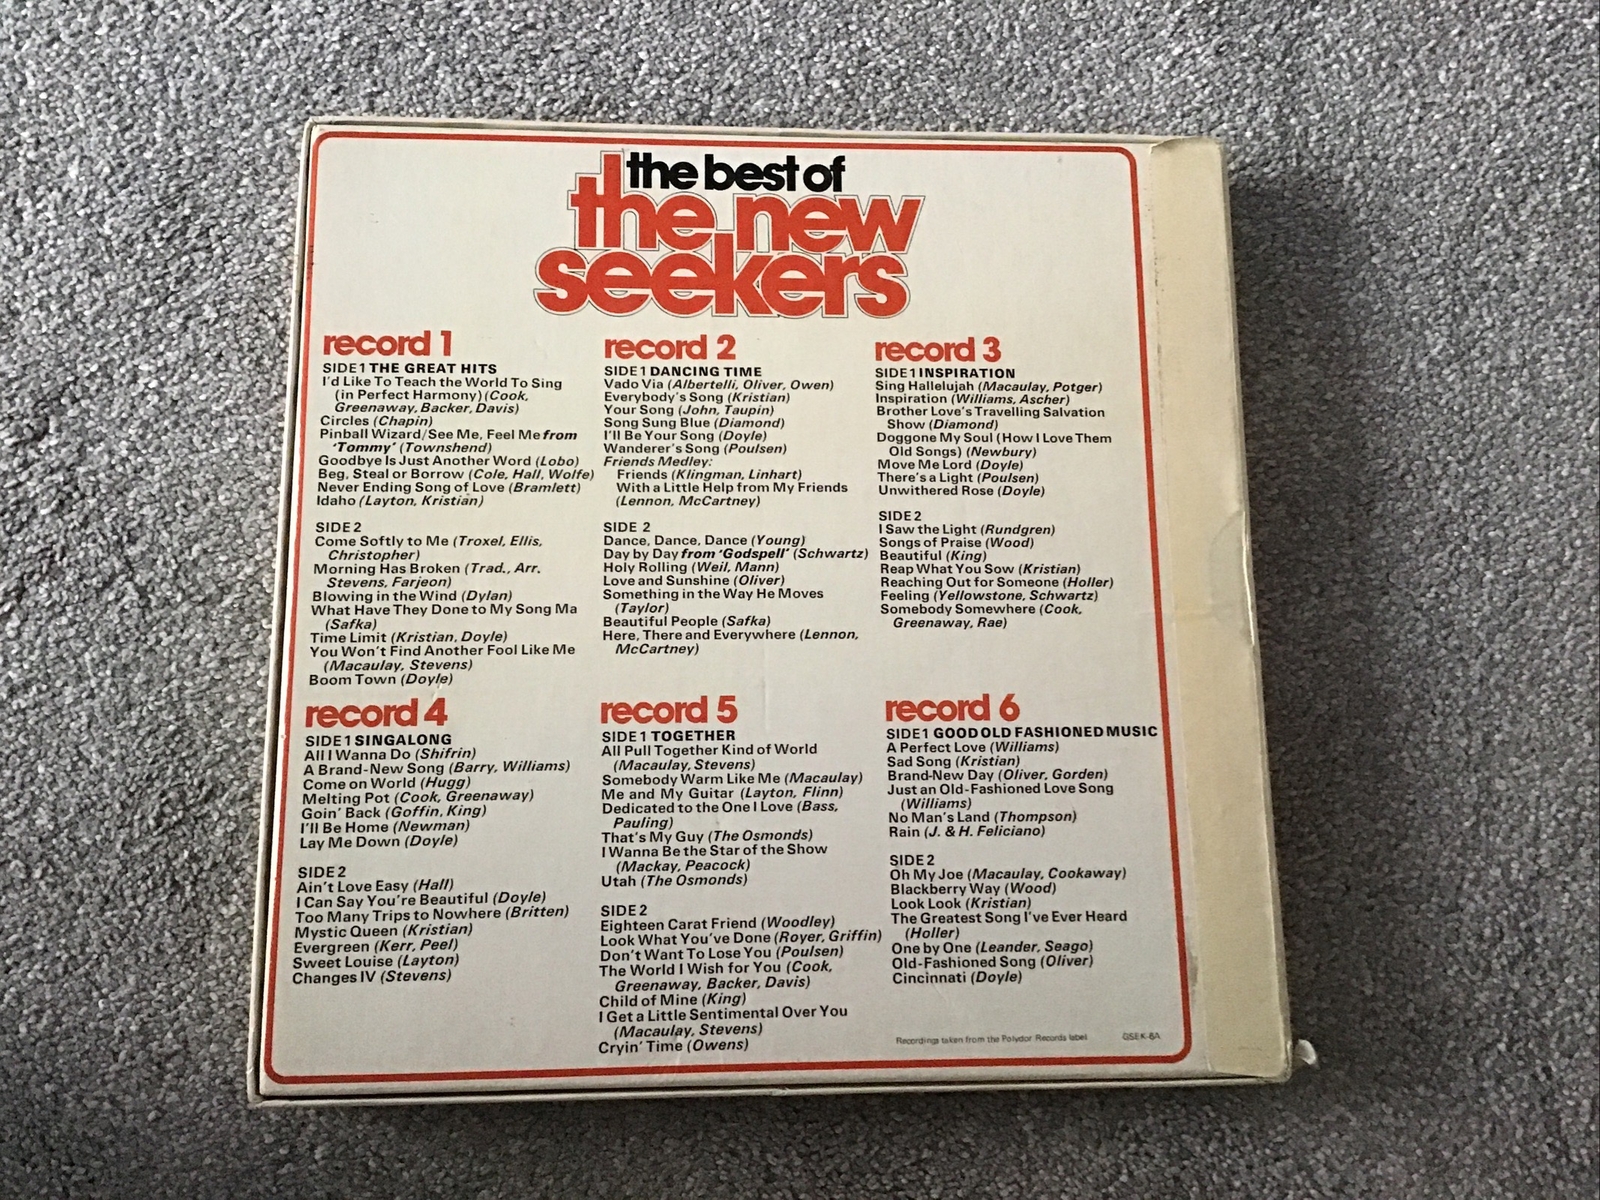 the best of
the new
seekers
record 1
SIDE 1 THE GREAT HITS
I'd Like To Teach the World To Sing
(in Perfect Harmony) (Cook,
Greenaway, Backer, Davis)
Circles (Chapin)
Pinball Wizard/See Me, Feel Me from
'Tommy' (Townshend)
Goodbye Is Just Another Word (Lobo)
Beg, Steal or Borrow (Cole, Hall, Wolfe)
Never Ending Song of Love (Bramlett)
Idaho (Layton, Kristian)
SIDE 2
Come Softly to Me (Troxel, Ellis,
Christopher)
Morning Has Broken (Trad., Arr.
Stevens, Farjeon)
Blowing in the Wind (Dylan)
What Have They Done to My Song Ma
(Safka)
Time Limit (Kristian, Doyle)
You Won't Find Another Fool Like Me
(Macaulay, Stevens)
Boom Town (Doyle)
record 2
SIDE 1 DANCING TIME
Vado Via (Albertelli, Oliver, Owen)
Everybody's Song (Kristian)
Your Song (John, Taupin)
Song Sung Blue (Diamond)
I'll Be Your Song (Doyle)
Wanderer's Song (Poulsen)
Friends Medley:
Friends (Klingman, Linhart)
With a Little Help from My Friends
(Lennon, McCartney)
SIDE 2
Dance, Dance, Dance (Young)
Day by Day from 'Godspell' (Schwartz)
Holy Rolling (Weil, Mann)
Love and Sunshine (Oliver)
Something in the Way He Moves
(Taylor)
Beautiful People (Safka)
Here, There and Everywhere (Lennon,
McCartney)
record 3
SIDE 1 INSPIRATION
Sing Hallelujah (Macaulay, Potger)
Inspiration (Williams, Ascher)
Brother Love's Travelling Salvation
Show (Diamond)
Doggone My Soul (How I Love Them
Old Songs) (Newbury)
Move Me Lord (Doyle)
There's a Light (Poulsen)
Unwithered Rose (Doyle)
SIDE 2
I Saw the Light (Rundgren)
Songs of Praise (Wood)
Beautiful (King)
Reap What You Sow (Kristian)
Reaching Out for Someone (Holler)
Feeling (Yellowstone, Schwartz)
Somebody Somewhere (Cook,
Greenaway, Rae)
record 4
SIDE 1 SINGALONG
All I Wanna Do (Shifrin)
A Brand-New Song (Barry, Williams)
Come on World (Hugg)
Melting Pot (Cook, Greenaway)
Goin' Back (Goffin, King)
I'll Be Home (Newman)
Lay Me Down (Doyle)
SIDE 2
Ain't Love Easy (Hall)
I Can Say You're Beautiful (Doyle)
Too Many Trips to Nowhere (Britten)
Mystic Queen (Kristian)
Evergreen (Kerr, Peel)
Sweet Louise (Layton)
Changes IV (Stevens)
record 5
SIDE 1 TOGETHER
All Pull Together Kind of World
(Macaulay, Stevens)
Somebody Warm Like Me (Macaulay)
Me and My Guitar (Layton, Flinn)
Dedicated to the One I Love (Bass,
Pauling)
That's My Guy (The Osmonds)
I Wanna Be the Star of the Show
(Mackay, Peacock)
Utah (The Osmonds)
SIDE 2
Eighteen Carat Friend (Woodley)
Look What You've Done (Royer, Griffin)
Don't Want To Lose You (Poulsen)
The World I Wish for You (Cook,
Greenaway, Backer, Davis)
Child of Mine (King)
I Get a Little Sentimental Over You
(Macaulay, Stevens)
Cryin' Time (Owens)
record 6
SIDE 1 GOOD OLD FASHIONED MUSIC
A Perfect Love (Williams)
Sad Song (Kristian)
Brand-New Day (Oliver, Gorden)
Just an Old-Fashioned Love Song
(Williams)
No Man's Land (Thompson)
Rain (J. & H. Feliciano)
SIDE 2
Oh My Joe (Macaulay, Cookaway)
Blackberry Way (Wood)
Look Look (Kristian)
The Greatest Song I've Ever Heard
(Holler)
One by One (Leander, Seago)
Old-Fashioned Song (Oliver)
Cincinnati (Doyle)
Recordings taken from the Polydor Records label
GSEK-8A